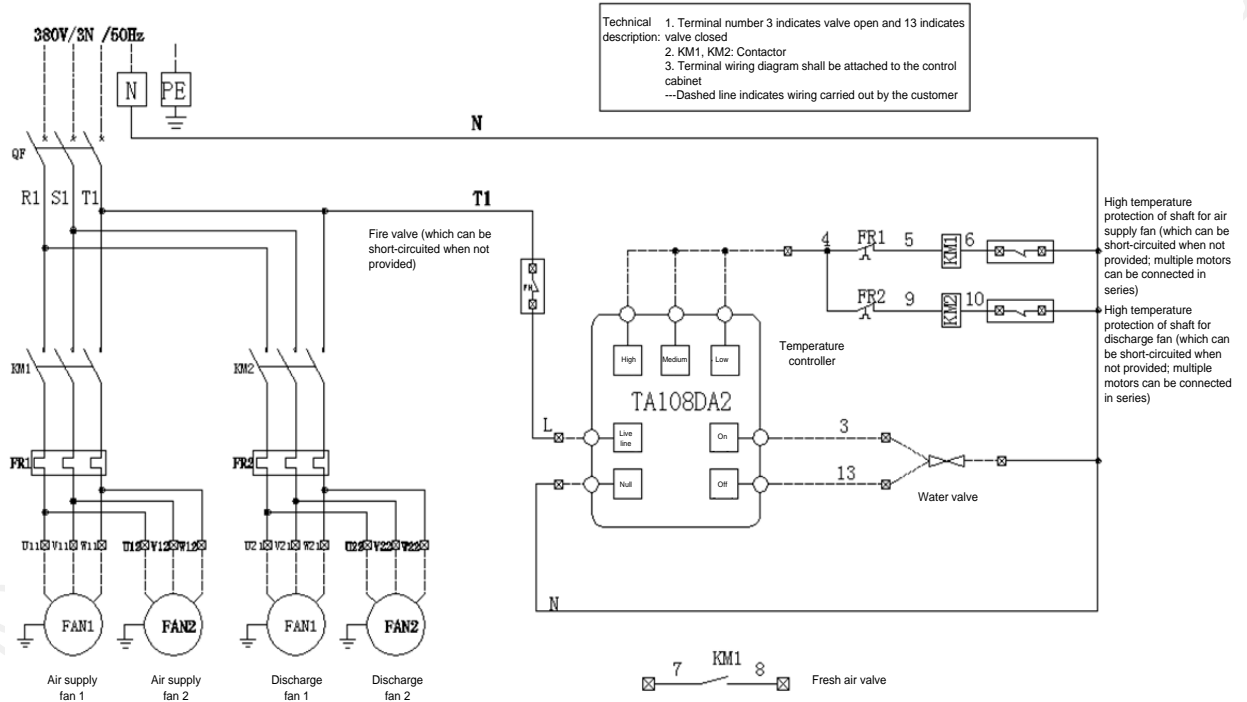 Technical description: 1. Terminal number 3 indicates valve open and 13 indicates
valve closed
2. KM1, KM2: Contactor
3. Terminal wiring diagram shall be attached to the control
cabinet
---Dashed line indicates wiring carried out by the customer
380V/3N /50Hz
N
PE
N
QF
R1 S1 T1
T1
Fire valve (which can be
short-circuited when not
provided)
FH
4 FR1 5 KM1 6
FR2 9 KM2 10
High temperature
protection of shaft for air
supply fan (which can be
short-circuited when not
provided; multiple motors
can be connected in
series)
High temperature
protection of shaft for
discharge fan (which can
be short-circuited when
not provided; multiple
motors can be connected
in series)
Temperature
controller
High Medium Low
TA108DA2
KM1
KM2
L
Live
line
On
3
Null
Off
13
Water valve
FR1
FR2
U11 V11 W11 U12 V12 W12
U21 V21 W21 U22 V22 W22
FAN1
FAN2
FAN1
FAN2
N
Air supply
fan 1
Air supply
fan 2
Discharge
fan 1
Discharge
fan 2
7 KM1 8
Fresh air valve